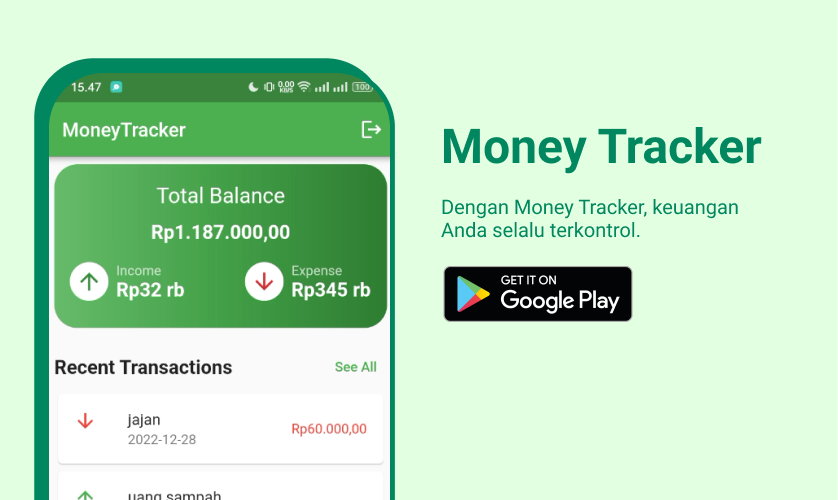 15.47
0.00
KB/S
100
MoneyTracker
Total Balance
Rp1.187.000,00
Income
Rp32 rb
Expense
Rp345 rb
Recent Transactions
See All
jajan
2022-12-28
Rp60.000,00
uang sampah
Money Tracker
Dengan Money Tracker, keuangan
Anda selalu terkontrol.
GET IT ON
Google Play